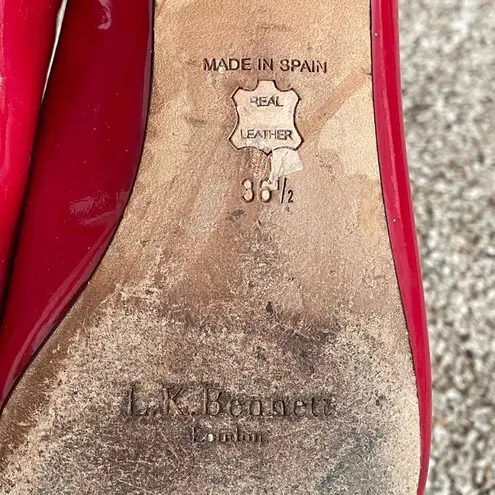 MADE IN SPAIN
REAL
LEATHER
36½
L.K.Bennett
London